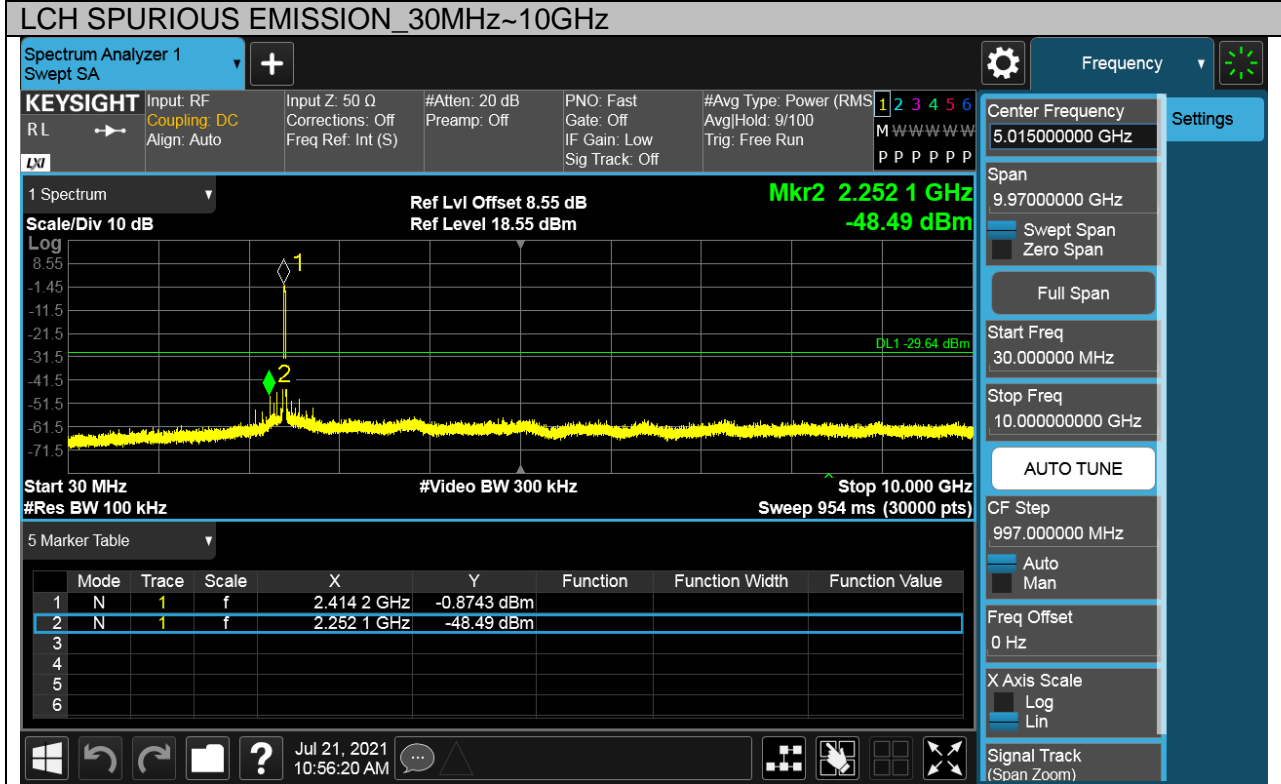 LCH SPURIOUS EMISSION_30MHz~10GHz
Spectrum Analyzer 1
Swept SA
+
Frequency
KEYSIGHT
RL
LXI
Input: RF
Coupling: DC
Align: Auto
Input Z: 50 Ω
Corrections: Off
Freq Ref: Int (S)
#Atten: 20 dB
Preamp: Off
PNO: Fast
Gate: Off
IF Gain: Low
Sig Track: Off
#Avg Type: Power (RMS
Avg|Hold: 9/100
Trig: Free Run
1 2 3 4 5 6
M W W W W W
P P P P P P
1 Spectrum
Scale/Div 10 dB
Ref Lvl Offset 8.55 dB
Ref Level 18.55 dBm
Mkr2 2.252 1 GHz
-48.49 dBm
Log
8.55
-1.45
-11.5
-21.5
-31.5
-41.5
-51.5
-61.5
-71.5
1
2
DL1 -29.64 dBm
Start 30 MHz
#Video BW 300 kHz
Stop 10.000 GHz
#Res BW 100 kHz
Sweep 954 ms (30000 pts)
5 Marker Table
Mode Trace Scale X Y Function Function Width Function Value
1 N 1 f 2.414 2 GHz -0.8743 dBm
2 N 1 f 2.252 1 GHz -48.49 dBm
3
4
5
6
?
Jul 21, 2021
10:56:20 AM
Center Frequency
5.015000000 GHz
Settings
Span
9.97000000 GHz
Swept Span
Zero Span
Full Span
Start Freq
30.000000 MHz
Stop Freq
10.000000000 GHz
AUTO TUNE
CF Step
997.000000 MHz
Auto
Man
Freq Offset
0 Hz
X Axis Scale
Log
Lin
Signal Track
(Span Zoom)